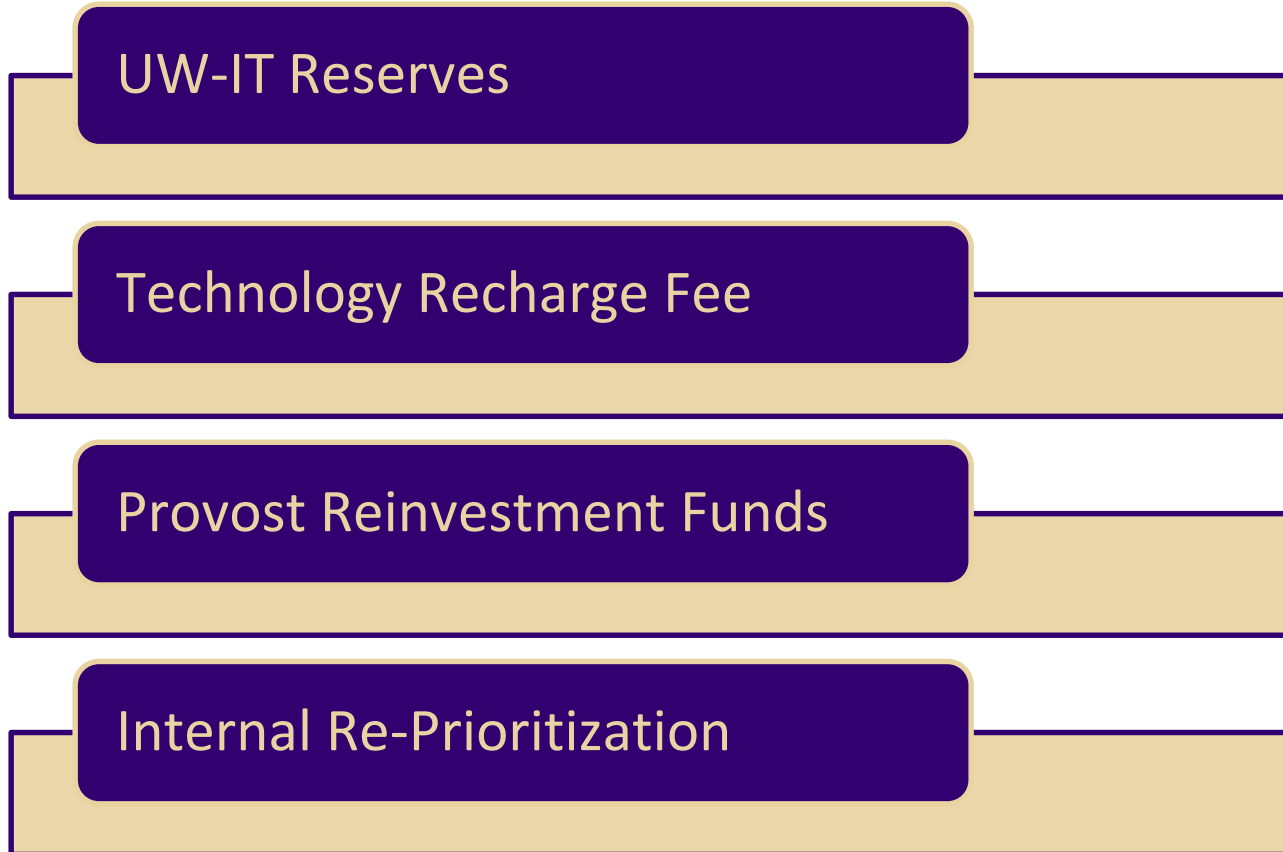 UW-IT Reserves
Technology Recharge Fee
Provost Reinvestment Funds
Internal Re-Prioritization